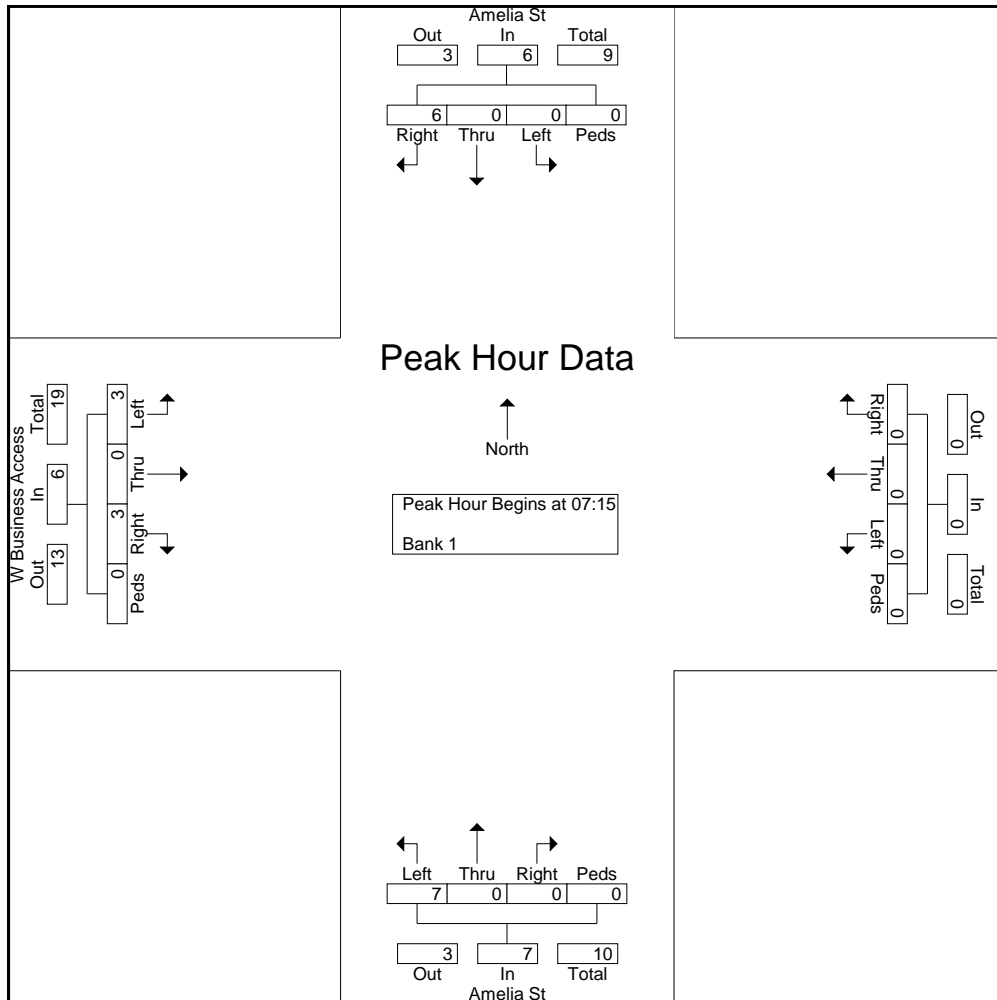 Amelia St
Out In Total
3 6 9
6 0 0 0
Right Thru Left Peds
Peak Hour Data
North
Peak Hour Begins at 07:15
Bank 1
W Business Access
Total In Out
19 6 13
3 0 3 0
Left Thru Right Peds
Out In Total
0 0 0
0 0 0 0
Right Thru Left Peds
Left Thru Right Peds
7 0 0 0
3 7 10
Out In Total
Amelia St